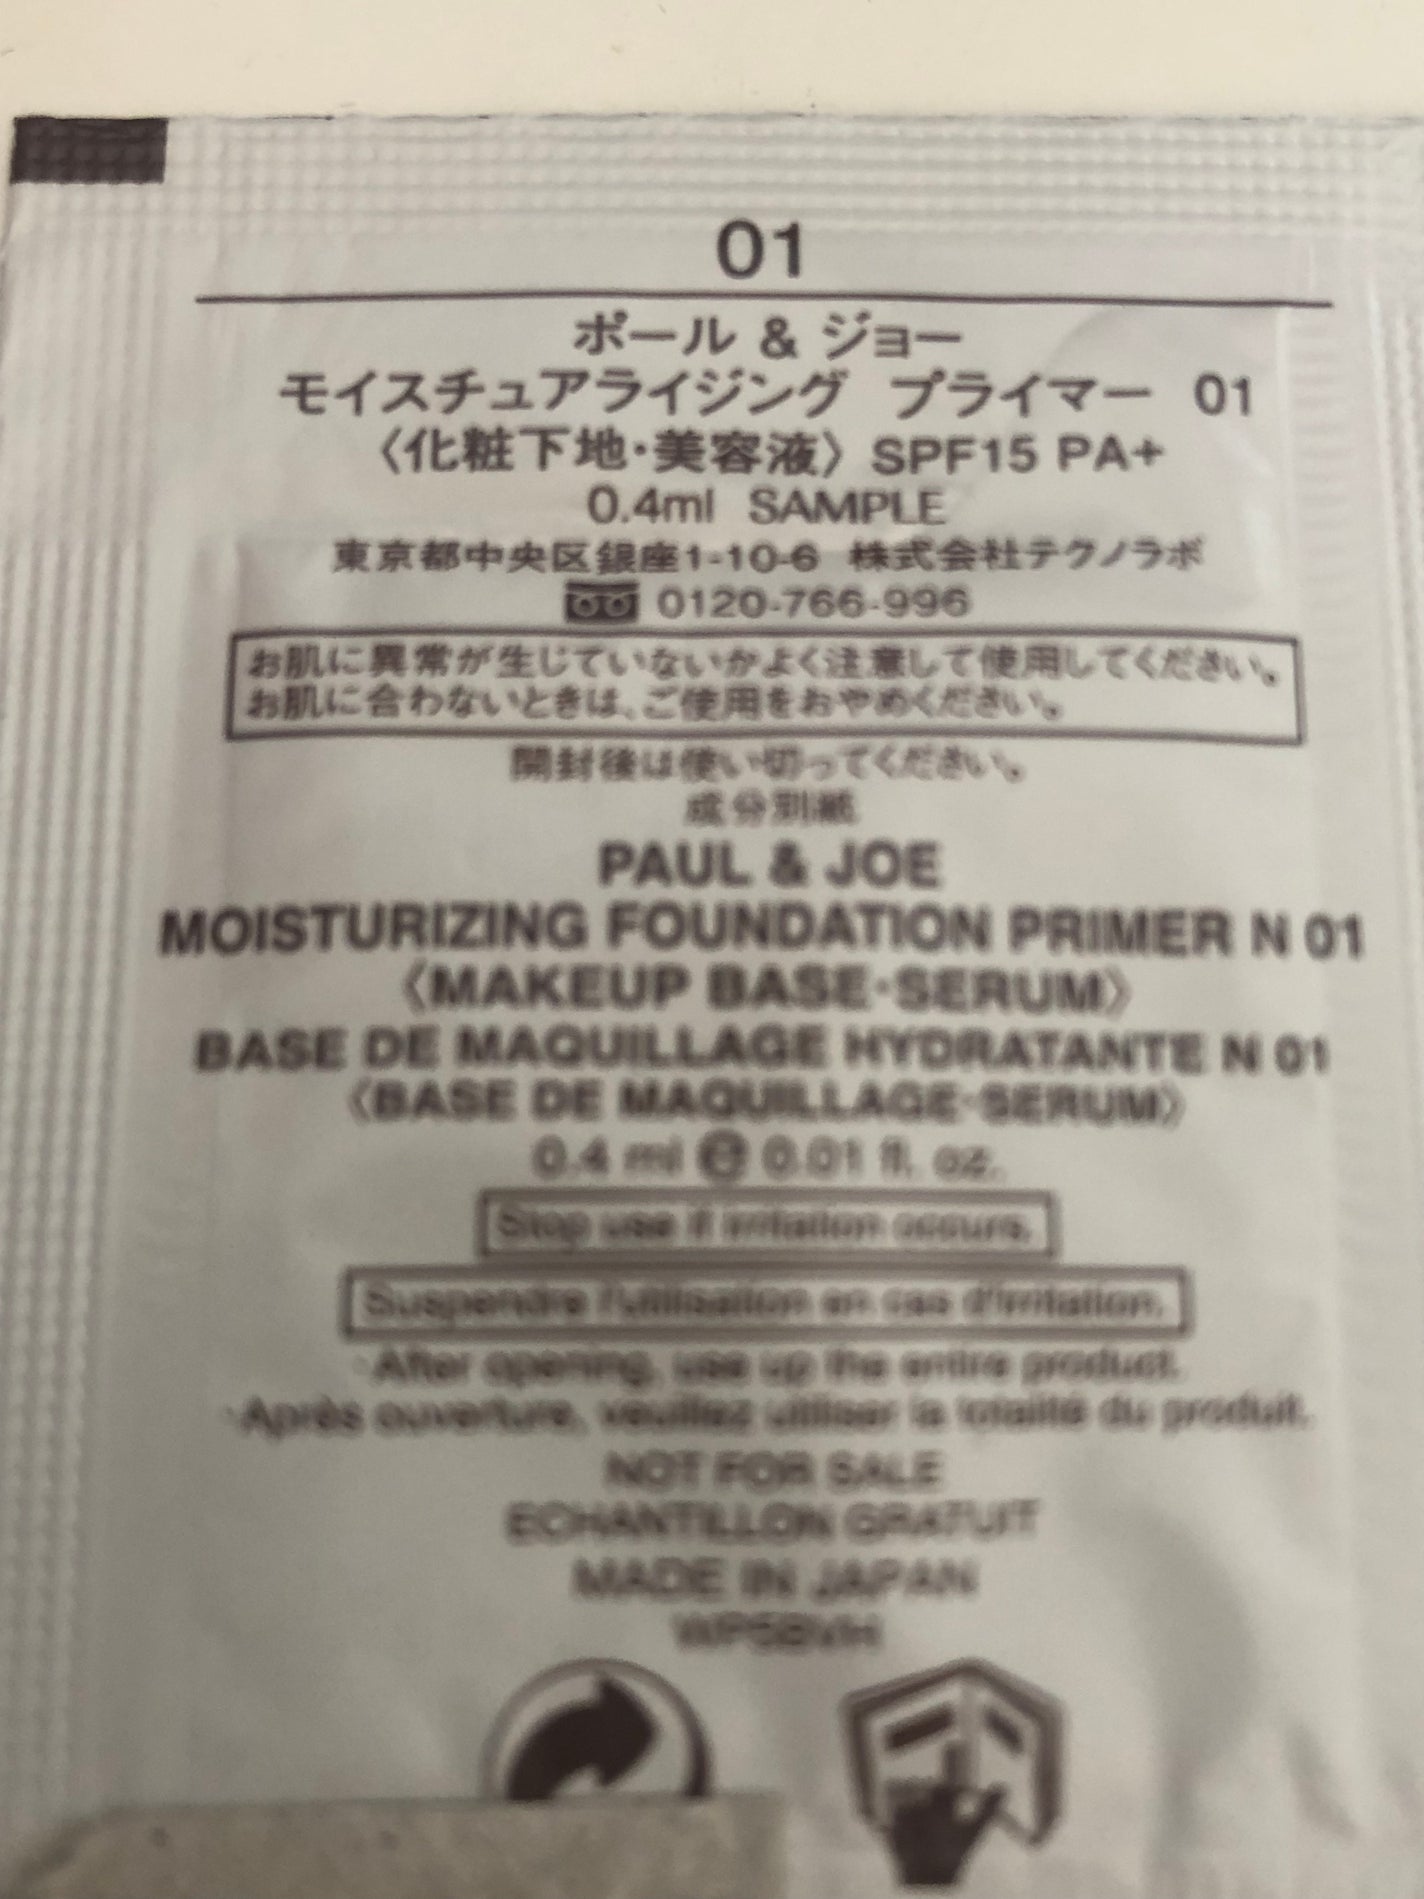 01
ポール & ジョー
モイスチュアライジング プライマー 01
〈化粧下地・美容液〉SPF15 PA+
0.4ml SAMPLE
東京都中央区銀座1-10-6 株式会社テクノラボ
0120-766-996
お肌に異常が生じていないかよく注意して使用してください。
お肌に合わないときは、ご使用をおやめください。
開封後は使い切ってください。
成分別紙
PAUL & JOE
MOISTURIZING FOUNDATION PRIMER N 01
〈MAKEUP BASE・SERUM〉
BASE DE MAQUILLAGE HYDRATANTE N 01
〈BASE DE MAQUILLAGE・SERUM〉
0.4 ml ℮ 0.01 fl. oz.
Stop use if irritation occurs.
Suspendre l'utilisation en cas d'irritation.
・After opening, use up the entire product.
・Après ouverture, veuillez utiliser la totalité du produit.
NOT FOR SALE
ECHANTILLON GRATUIT
MADE IN JAPAN